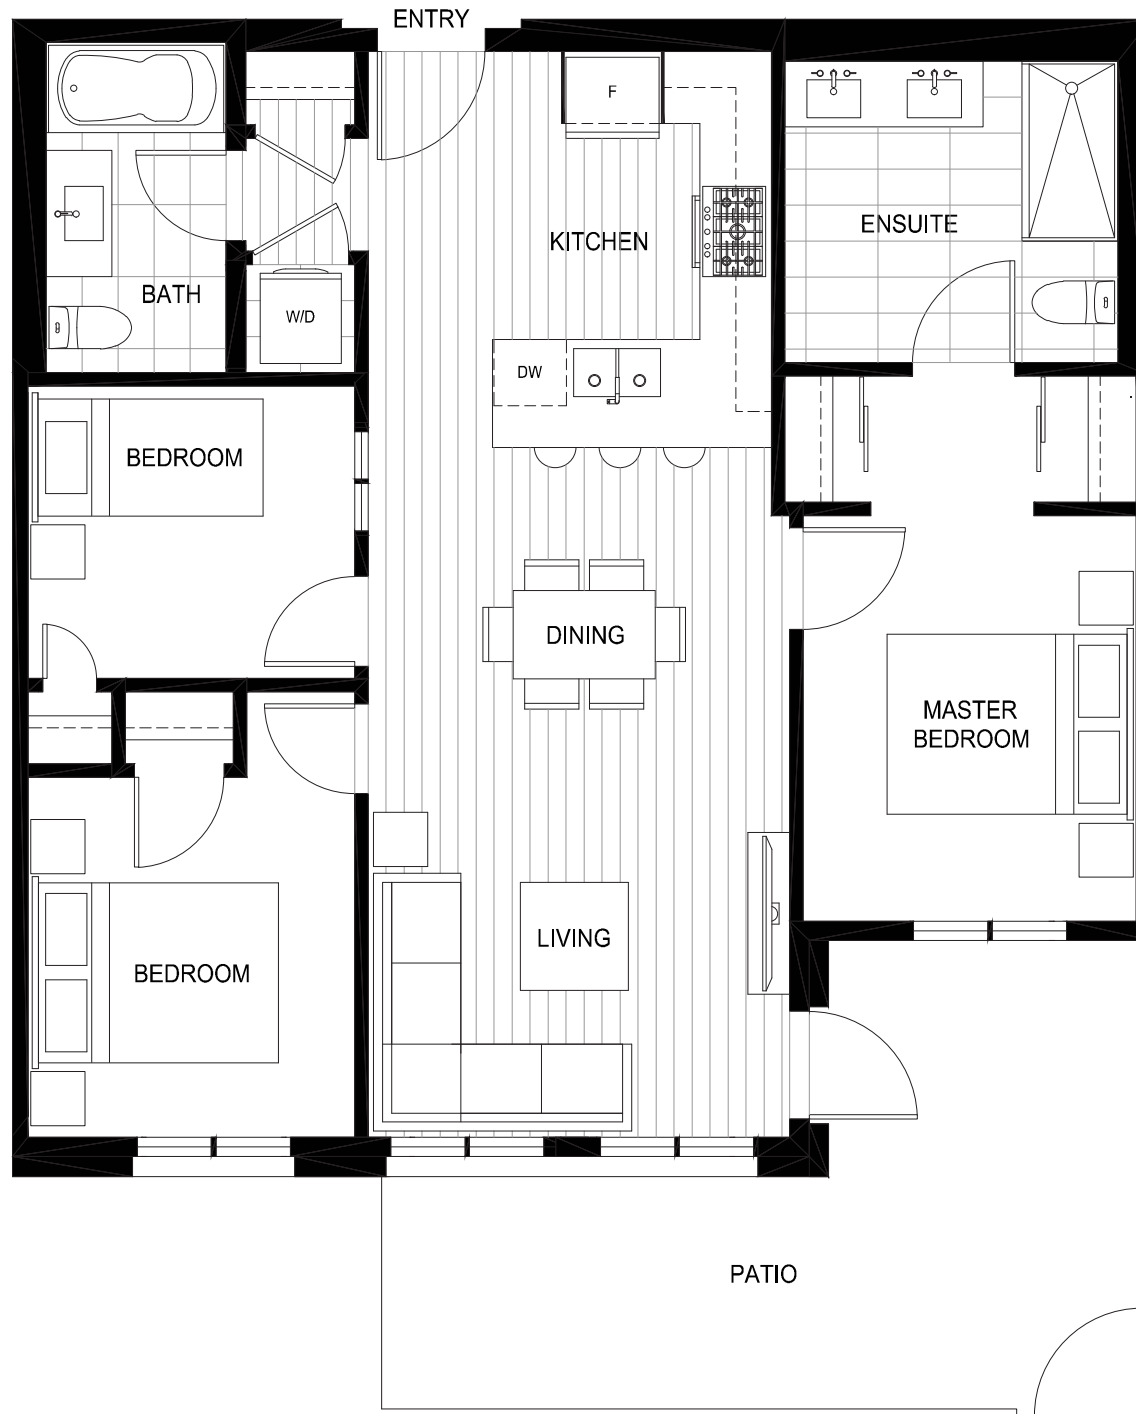 ENTRY
F
KITCHEN
ENSUITE
BATH
W/D
DW
BEDROOM
DINING
MASTER
BEDROOM
LIVING
BEDROOM
PATIO